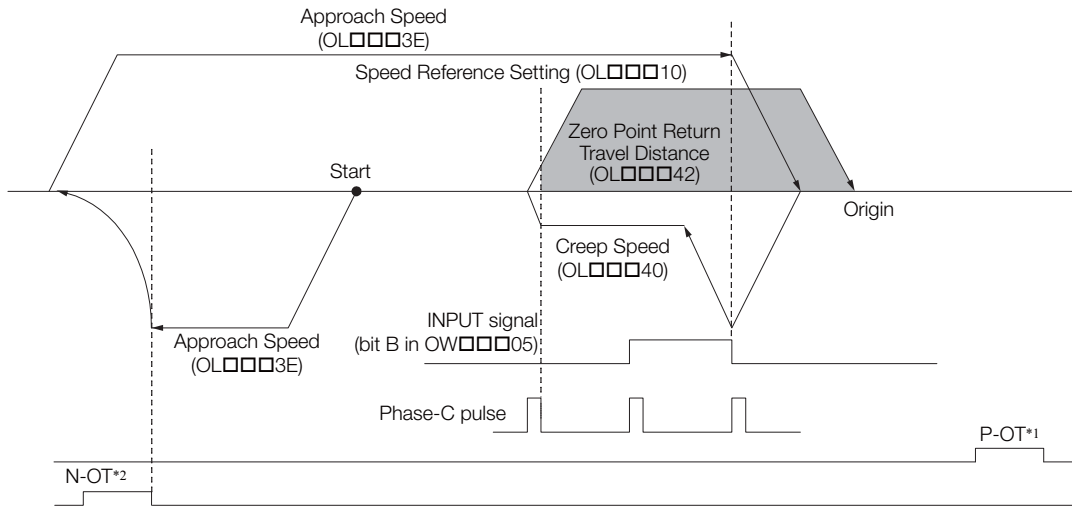 Approach Speed
(OL□□□3E)
Speed Reference Setting (OL□□□10)
Zero Point Return
Travel Distance
(OL□□□42)
Start
Origin
Creep Speed
(OL□□□40)
INPUT signal
(bit B in OW□□□05)
Approach Speed
(OL□□□3E)
Phase-C pulse
P-OT*1
N-OT*2